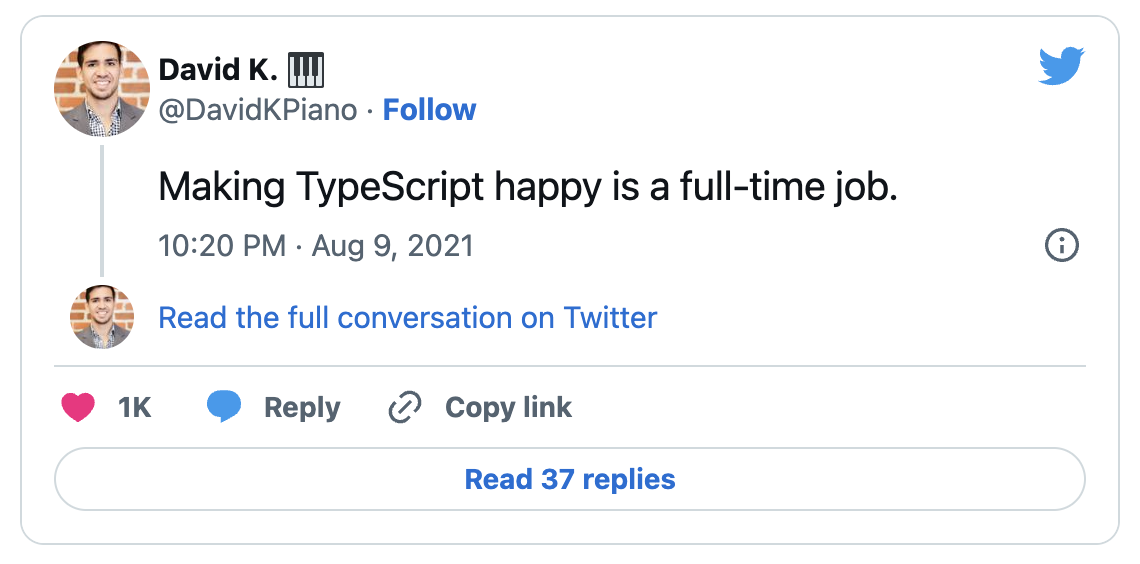 David K. 🎹
@DavidKPiano · Follow
Making TypeScript happy is a full-time job.
10:20 PM · Aug 9, 2021
Read the full conversation on Twitter
1K Reply Copy link
Read 37 replies